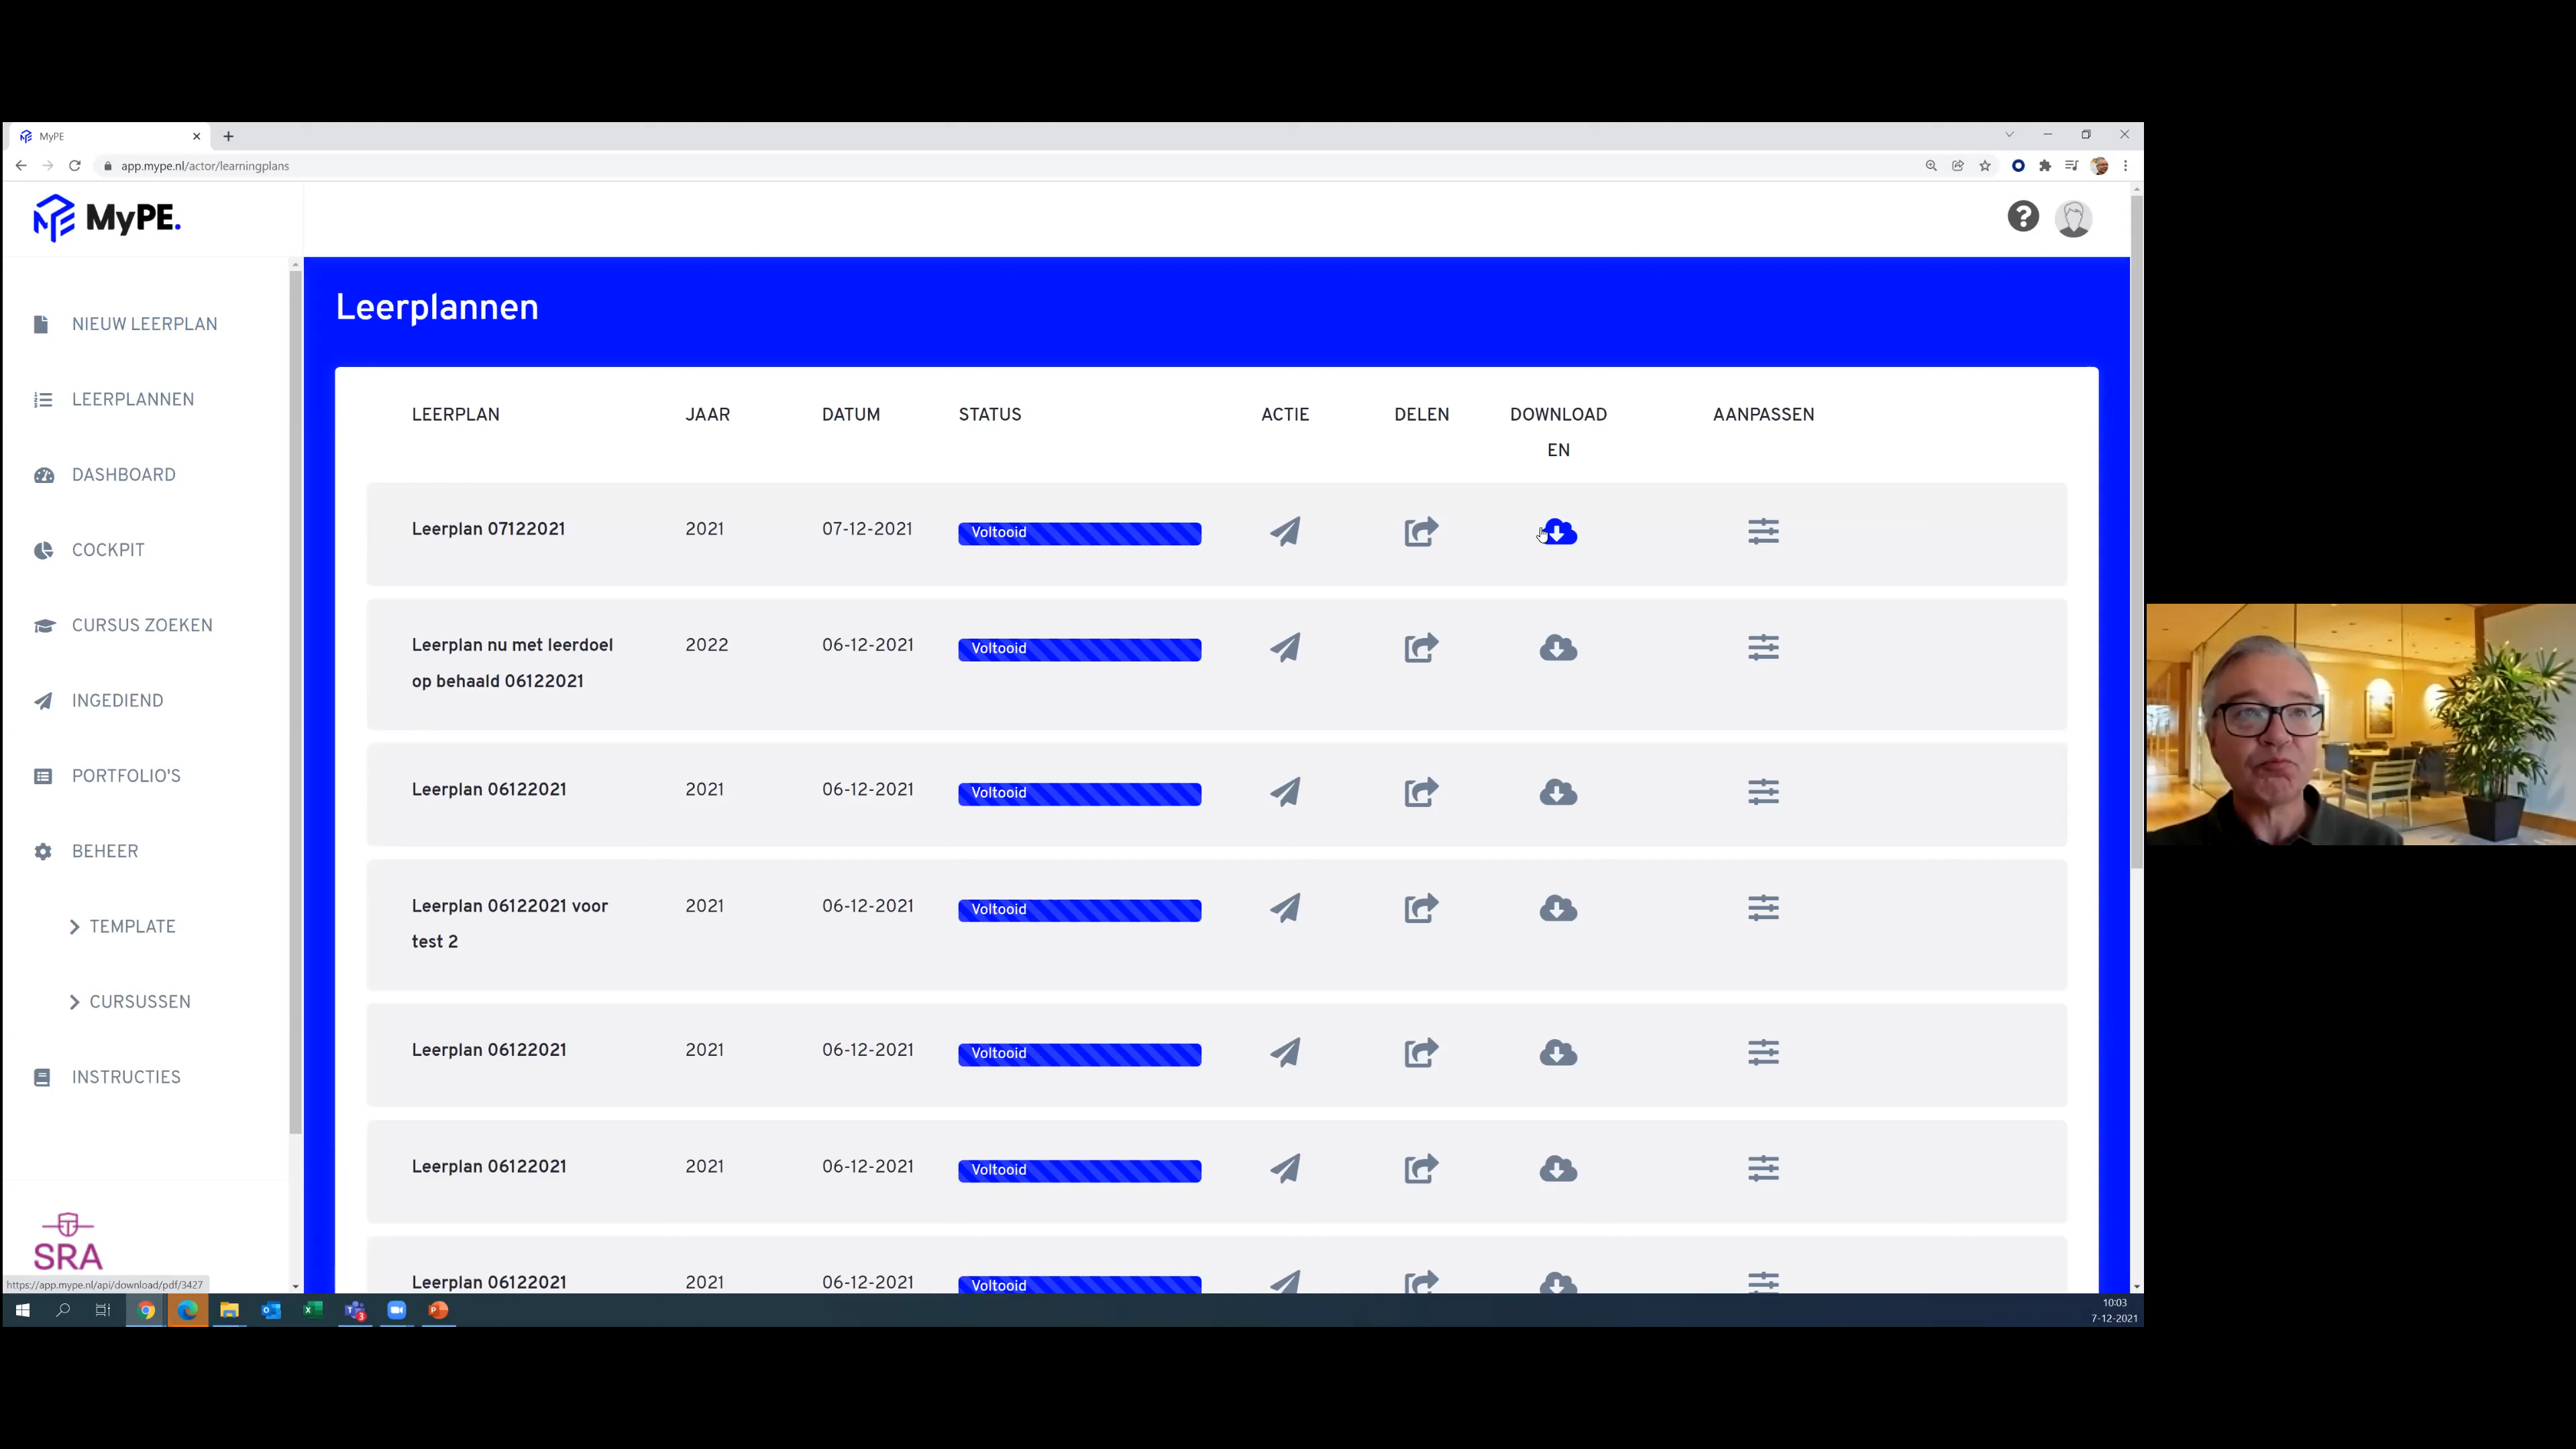 MyPE
app.mype.nl/actor/learningplans
MyPE.
NIEUW LEERPLAN
LEERPLANNEN
DASHBOARD
COCKPIT
CURSUS ZOEKEN
INGEDIEND
PORTFOLIO'S
BEHEER
TEMPLATE
CURSUSSEN
INSTRUCTIES
SRA
https://app.mype.nl/api/download/pdf/3427
Leerplannen
LEERPLAN JAAR DATUM STATUS ACTIE DELEN DOWNLOAD AANPASSEN
EN
Leerplan 07122021 2021 07-12-2021 Voltooid
Leerplan nu met leerdoel 2022 06-12-2021 Voltooid
op behaald 06122021
Leerplan 06122021 2021 06-12-2021 Voltooid
Leerplan 06122021 voor 2021 06-12-2021 Voltooid
test 2
Leerplan 06122021 2021 06-12-2021 Voltooid
Leerplan 06122021 2021 06-12-2021 Voltooid
Leerplan 06122021 2021 06-12-2021 Voltooid
10:03
7-12-2021